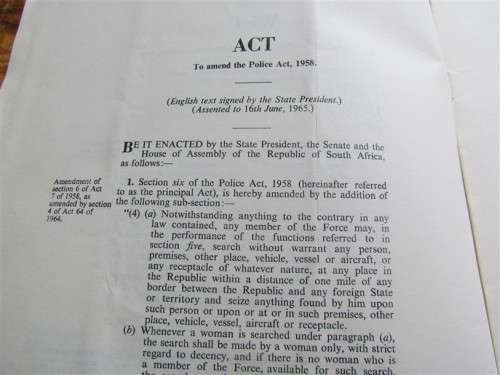 ACT
To amend the Police Act, 1958.
(English text signed by the State President.)
(Assented to 16th June, 1965.)
BE IT ENACTED by the State President, the Senate and the
House of Assembly of the Republic of South Africa,
as follows:—
Amendment of
section 6 of Act
7 of 1958, as
amended by section
4 of Act 64 of
1964.
1. Section six of the Police Act, 1958 (hereinafter referred
to as the principal Act), is hereby amended by the addition of
the following sub-section:—
"(4) (a) Notwithstanding anything to the contrary in any
law contained, any member of the Force may, in
the performance of the functions referred to in
section five, search without warrant any person,
premises, other place, vehicle, vessel or aircraft, or
any receptacle of whatever nature, at any place in
the Republic within a distance of one mile of any
border between the Republic and any foreign State
or territory and seize anything found by him upon
such person or upon or at or in such premises, other
place, vehicle, vessel, aircraft or receptacle.
(b) Whenever a woman is searched under paragraph (a),
the search shall be made by a woman only, with strict
regard to decency, and if there is no woman who is
a member of the Force, available for such search,